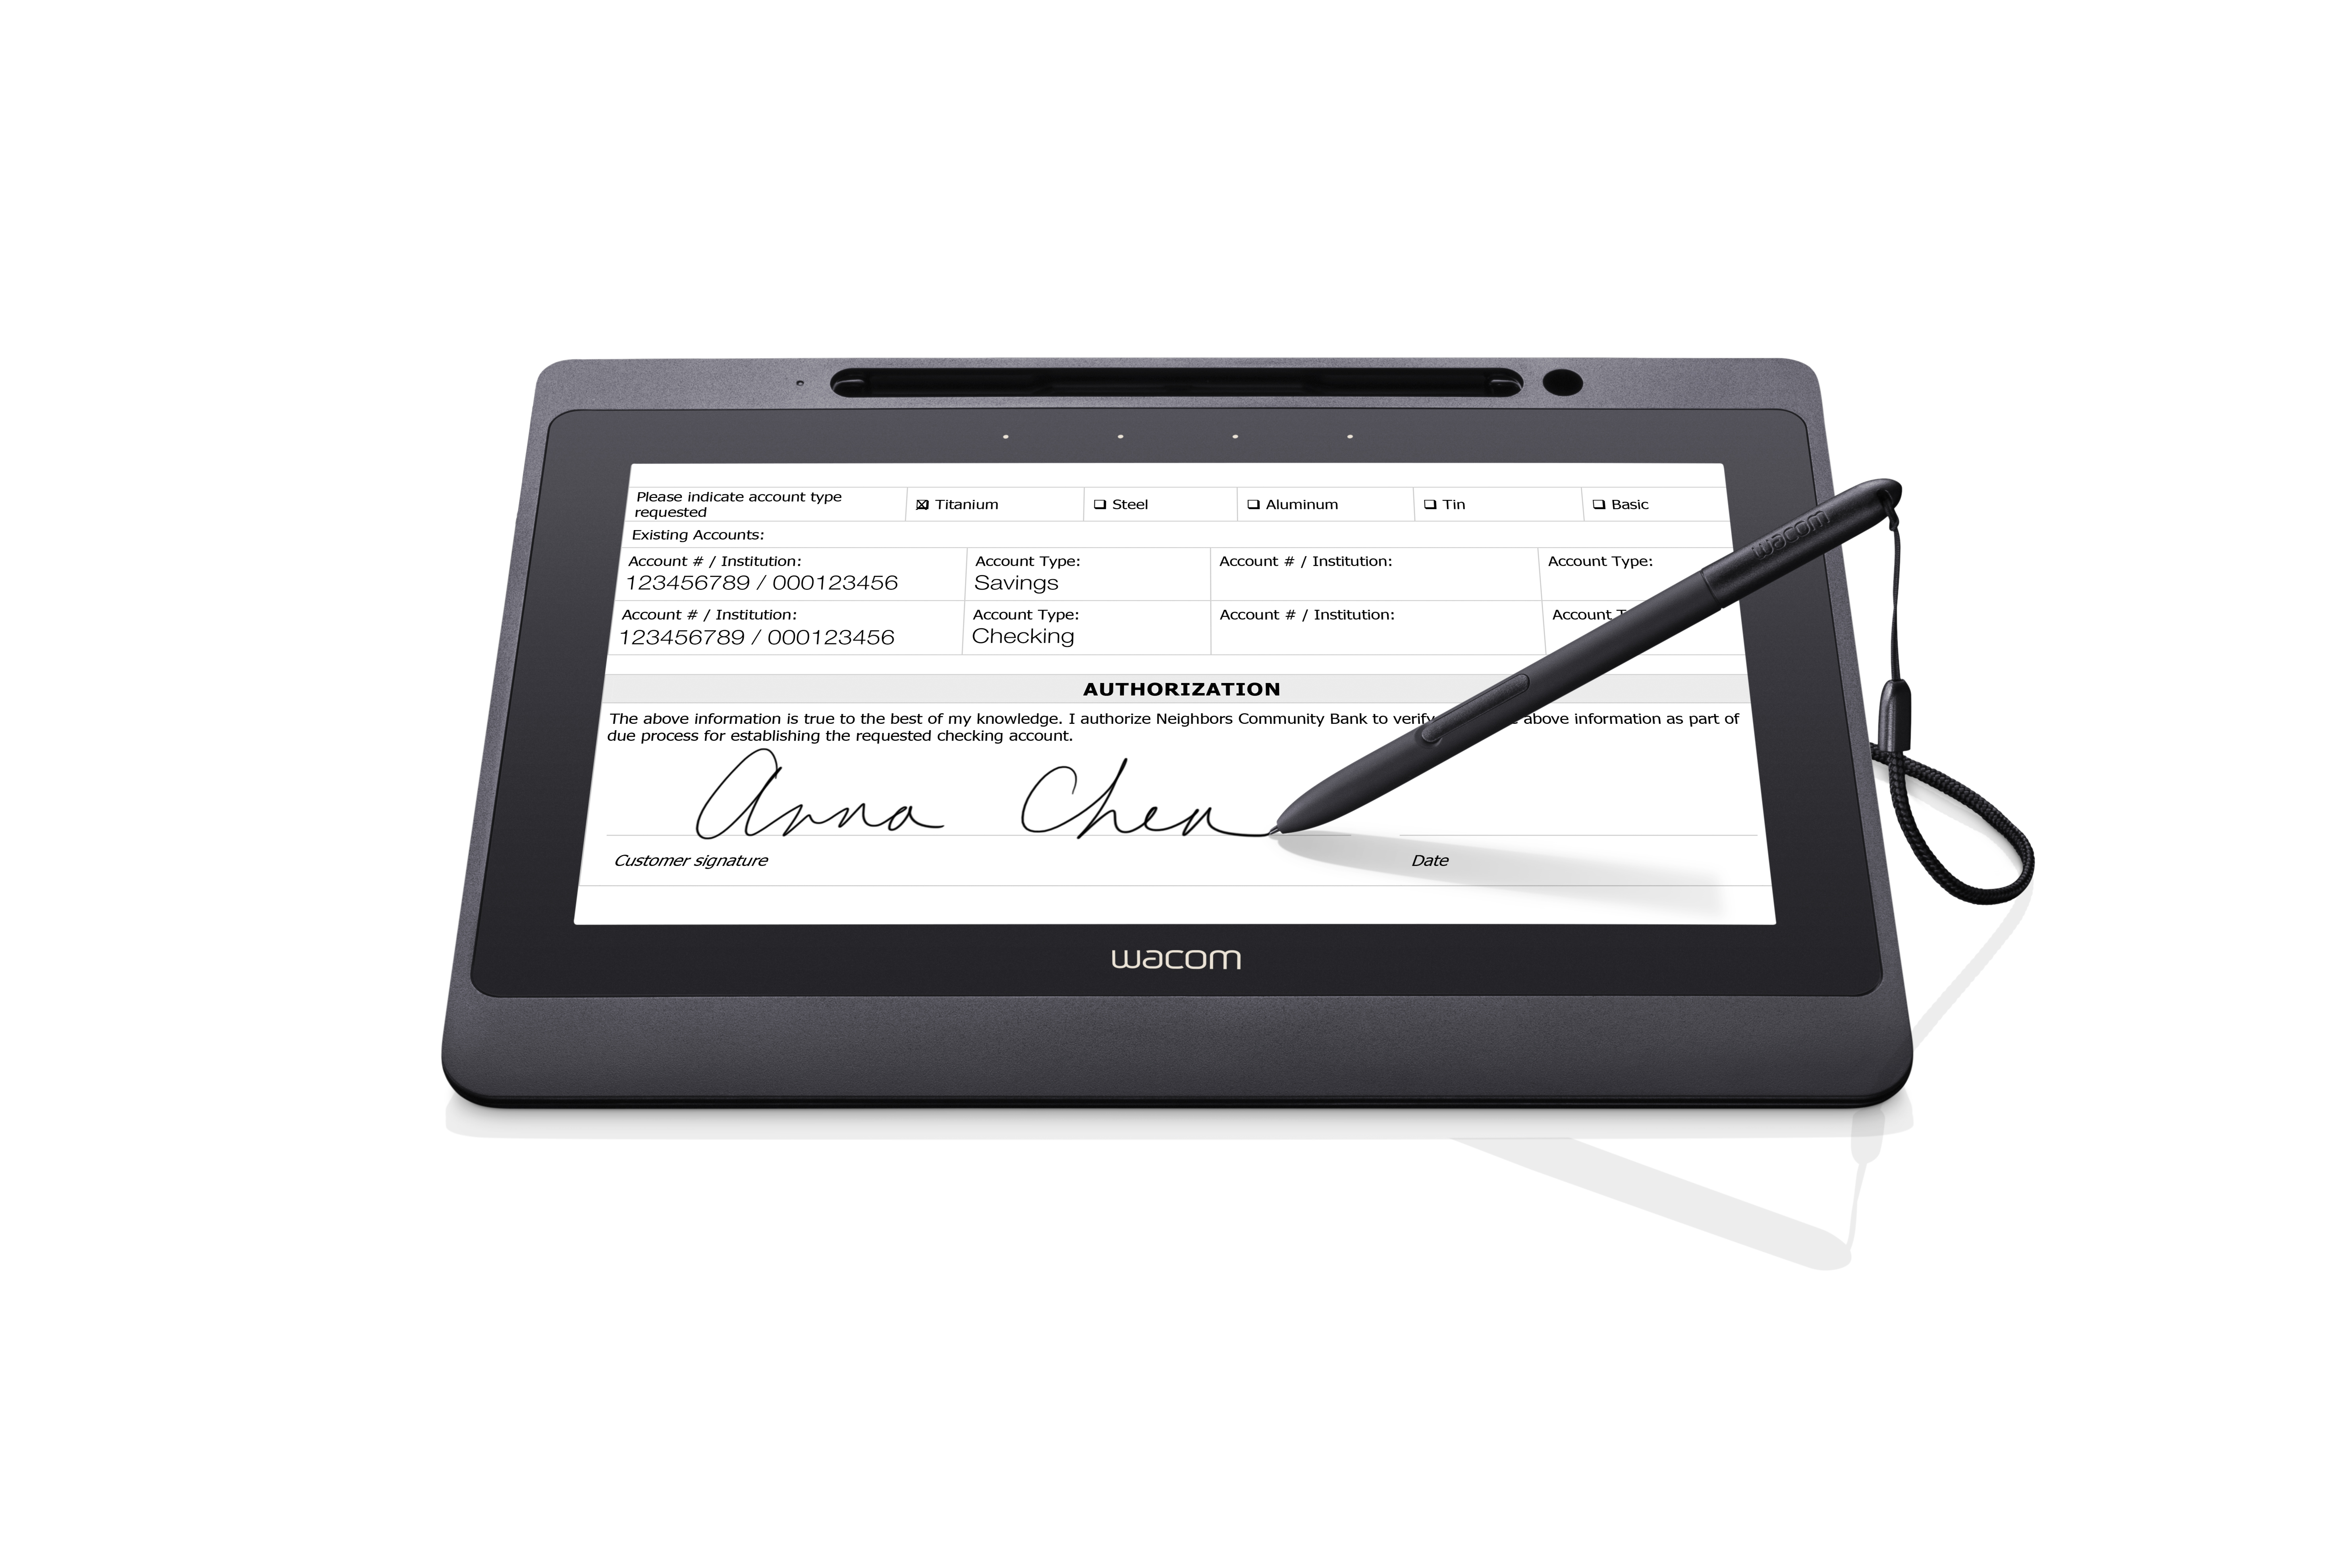 Please indicate account type
requested
Titanium
Steel
Aluminum
Tin
Basic
Existing Accounts:
Account # / Institution:
123456789 / 000123456
Account Type:
Savings
Account # / Institution:
Account Type:
Account # / Institution:
123456789 / 000123456
Account Type:
Checking
Account # / Institution:
Account
AUTHORIZATION
The above information is true to the best of my knowledge. I authorize Neighbors Community Bank to verify above information as part of
due process for establishing the requested checking account.
Anna Chen
Customer signature
Date
wacom
wacom